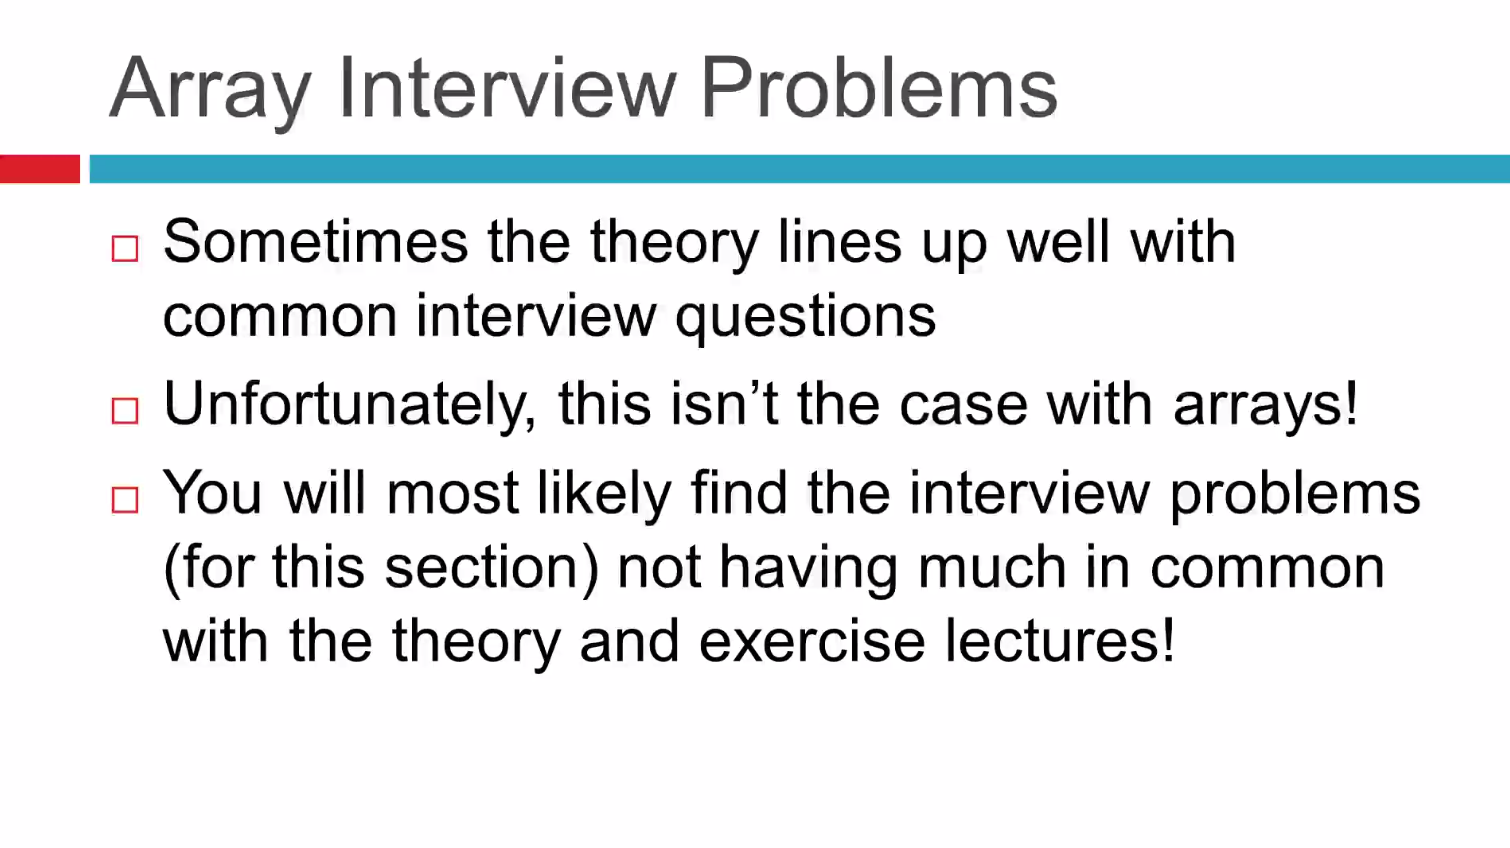 Array Interview Problems
Sometimes the theory lines up well with
common interview questions
Unfortunately, this isn’t the case with arrays!
You will most likely find the interview problems
(for this section) not having much in common
with the theory and exercise lectures!